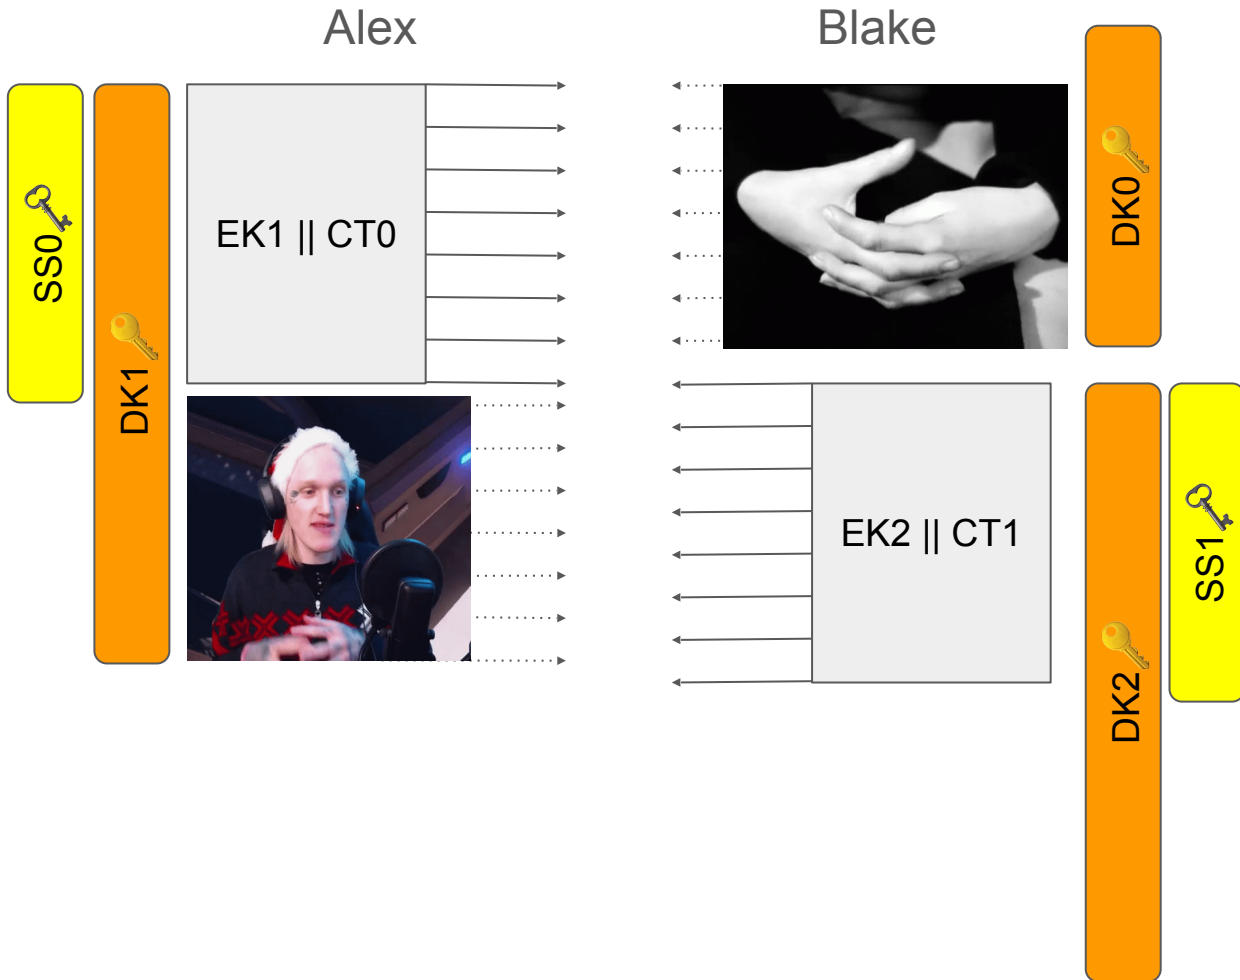 Alex
Blake
SS0
DK1
EK1 || CT0
DK0
EK2 || CT1
DK2
SS1